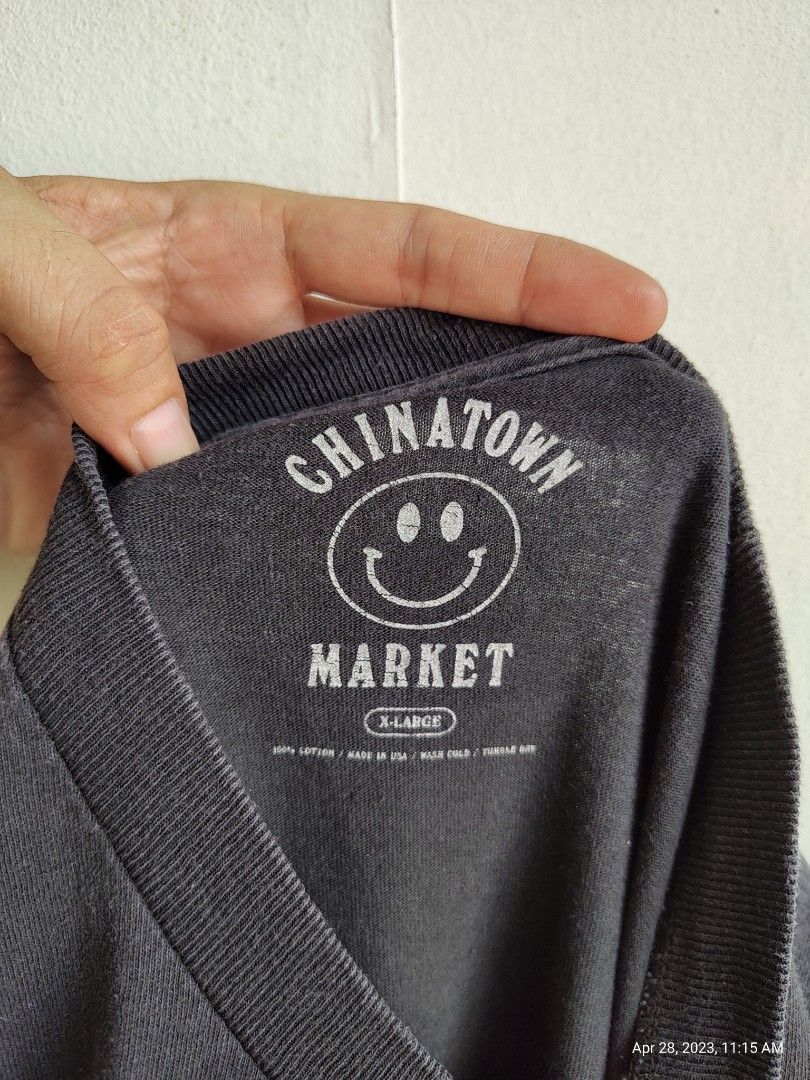 CHINATOWN
MARKET
X-LARGE
100% COTTON / MADE IN USA / WASH COLD / TUMBLE DRY
Apr 28, 2023, 11:15 AM